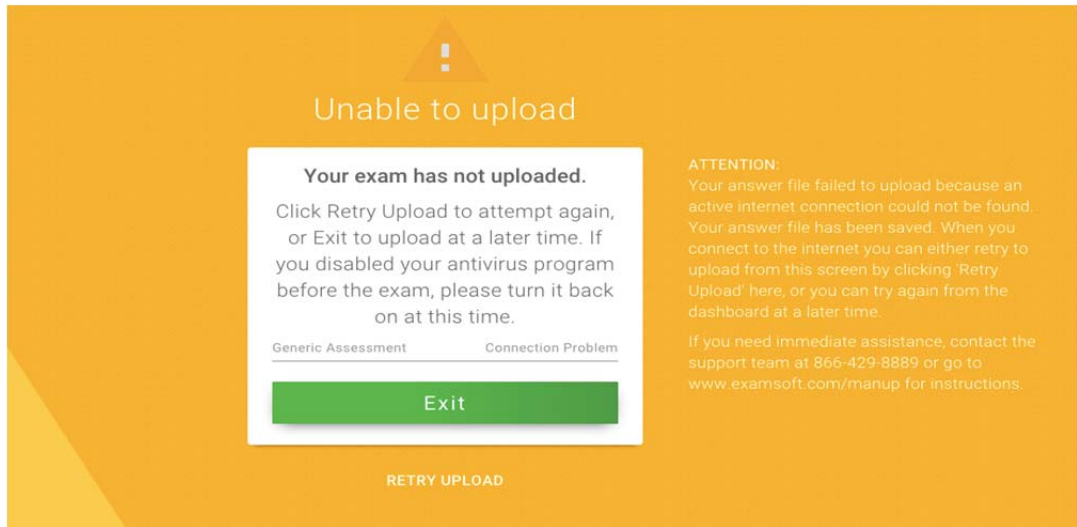 !
Unable to upload
Your exam has not uploaded.
Click Retry Upload to attempt again,
or Exit to upload at a later time. If
you disabled your antivirus program
before the exam, please turn it back
on at this time.
Generic Assessment Connection Problem
Exit
RETRY UPLOAD
ATTENTION:
Your answer file failed to upload because an
active internet connection could not be found.
Your answer file has been saved. When you
connect to the internet you can either retry to
upload from this screen by clicking 'Retry
Upload' here, or you can try again from the
dashboard at a later time.
If you need immediate assistance, contact the
support team at 866-429-8889 or go to
www.examsoft.com/manup for instructions.